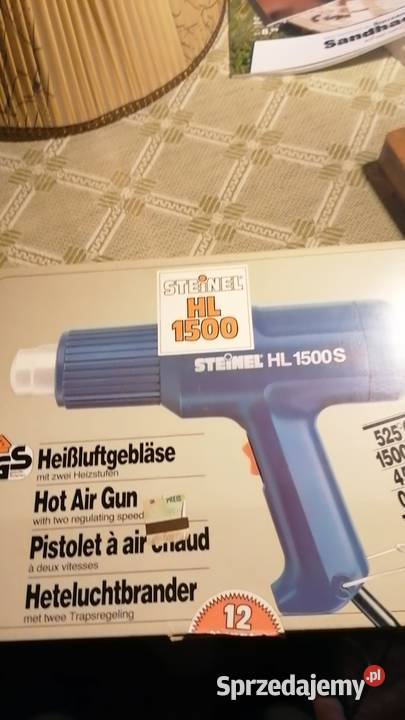 Sandha
STEINEL
HL
1500
STEINEL HL 1500 S
525°
1500
GS
Heißluftgebläse
mit zwei Heizstufen
Hot Air Gun
with two regulating speed
PREIS
Pistolet à air chaud
à deux vitesses
Heteluchtbrander
met twee Trapsregeling
12
Sprzedajemy.pl